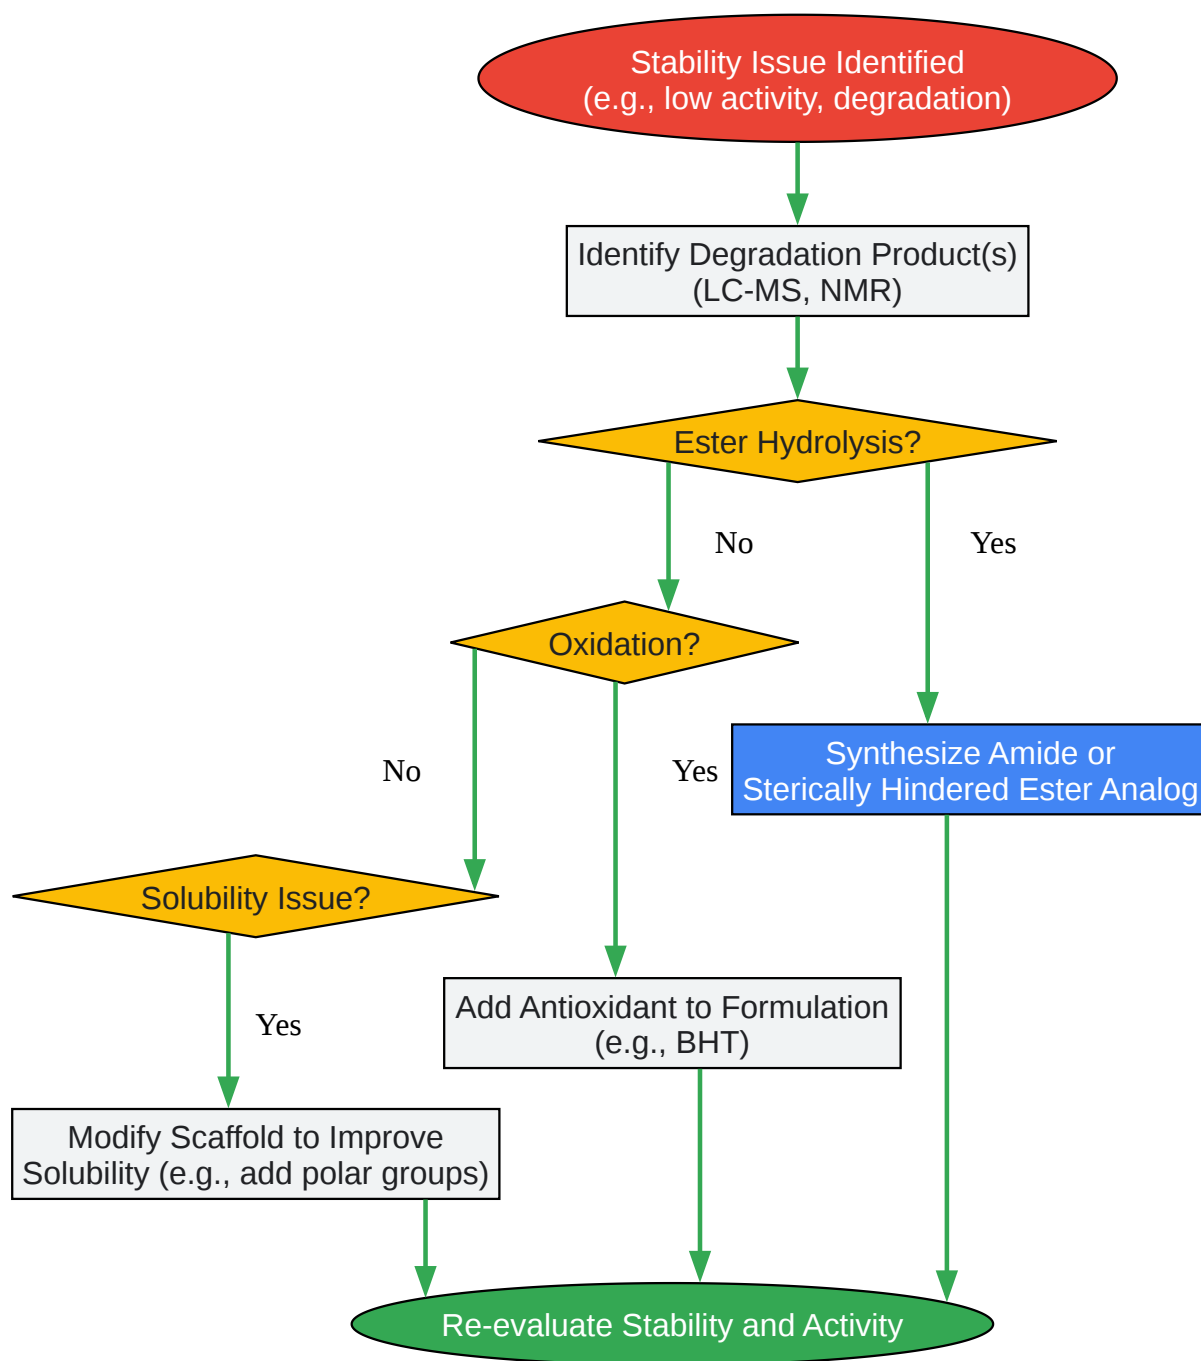 Stability Issue Identified
(e.g., low activity, degradation)
Identify Degradation Product(s)
(LC-MS, NMR)
Ester Hydrolysis?
No
Yes
Oxidation?
No
Yes
Synthesize Amide or
Sterically Hindered Ester Analog
Solubility Issue?
Yes
Add Antioxidant to Formulation
(e.g., BHT)
Modify Scaffold to Improve
Solubility (e.g., add polar groups)
Re-evaluate Stability and Activity